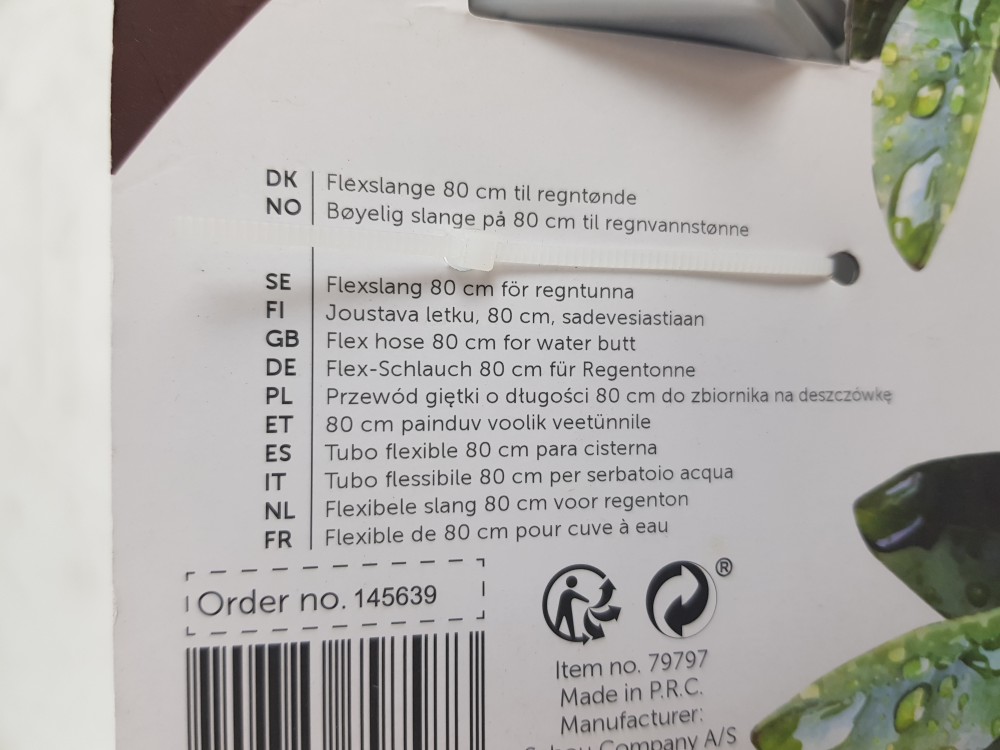 DK Flexslange 80 cm til regntønde
NO Bøyelig slange på 80 cm til regnvannstønne
SE Flexslang 80 cm för regntunna
FI Joustava letku, 80 cm, sadevesiastiaan
GB Flex hose 80 cm for water butt
DE Flex-Schlauch 80 cm für Regentonne
PL Przewód giętki o długości 80 cm do zbiornika na deszczówkę
ET 80 cm painduv voolik veetünnile
ES Tubo flexible 80 cm para cisterna
IT Tubo flessibile 80 cm per serbatoio acqua
NL Flexibele slang 80 cm voor regenton
FR Flexible de 80 cm pour cuve à eau
Order no. 145639
®
Item no. 79797
Made in P.R.C.
Manufacturer:
Company A/S